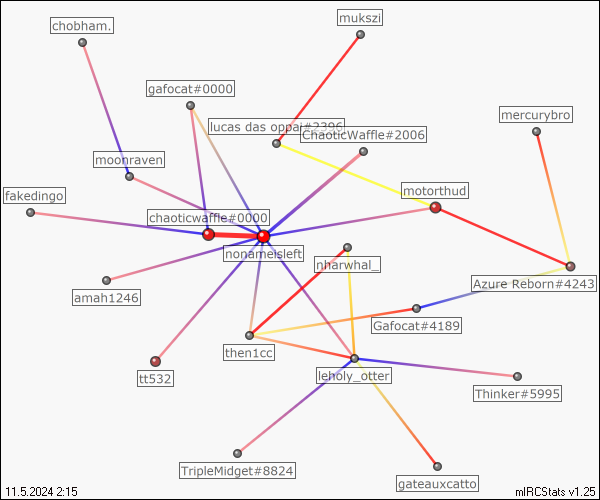 mukszi
chobham.
gafocat#0000
mercurybro
lucas das oppai#2396
ChaoticWaffle#2006
moonraven
fakedingo
motorthud
chaoticwaffle#0000
nonameisleft
nharwhal_
Azure Reborn#4243
amah1246
Gafocat#4189
then1cc
leholy_otter
tt532
Thinker#5995
TripleMidget#8824
gateauxcatto
11.5.2024 2:15
mIRCStats v1.25